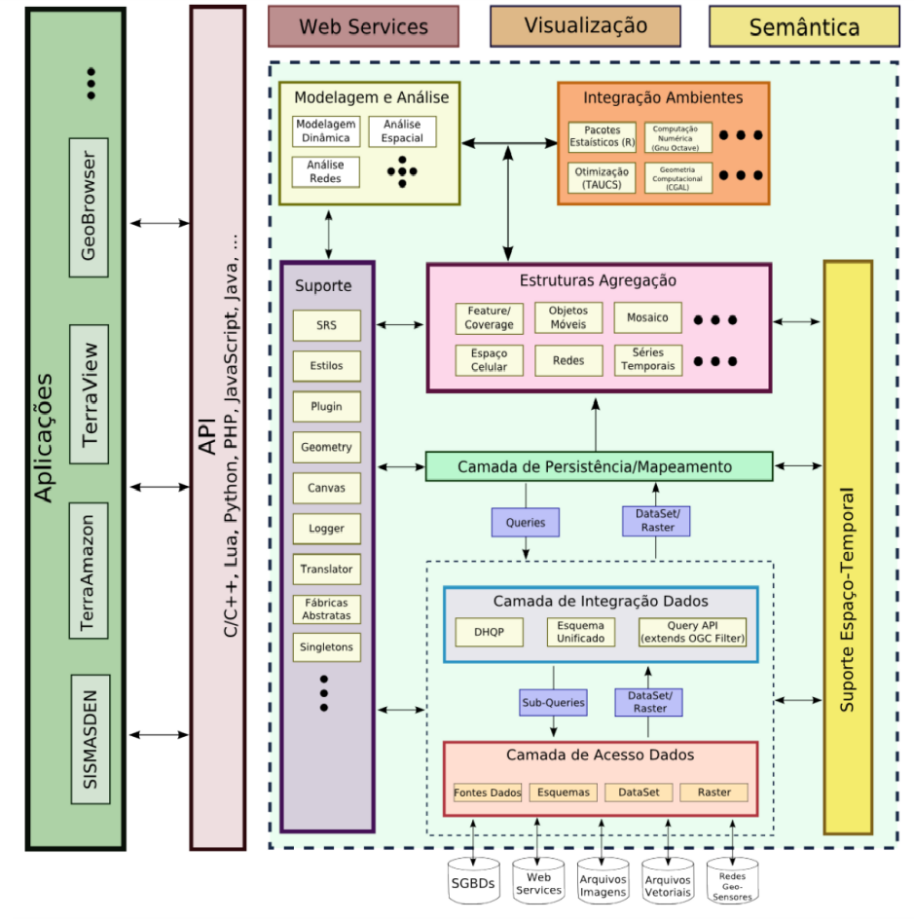 Web Services
Visualização
Semântica
Aplicações
GeoBrowser
TerraView
TerraAmazon
SISMASDEN
API
C/C++, Lua, Python, PHP, JavaScript, Java, ...
Modelagem e Análise
Modelagem
Dinâmica
Análise
Espacial
Análise
Redes
Integração Ambientes
Pacotes
Estaísticos (R)
Computação
Numérica
(Gnu Octave)
Otimização
(TAUCS)
Geometria
Computacional
(CGAL)
Suporte
SRS
Estilos
Plugin
Geometry
Canvas
Logger
Translator
Fábricas
Abstratas
Singletons
Estruturas Agregação
Feature/
Coverage
Objetos
Móveis
Mosaico
Espaço
Celular
Redes
Séries
Temporais
Camada de Persistência/Mapeamento
Queries
DataSet/
Raster
Camada de Integração Dados
DHQP
Esquema
Unificado
Query API
(extends OGC Filter)
Sub-Queries
DataSet/
Raster
Camada de Acesso Dados
Fontes Dados
Esquemas
DataSet
Raster
Suporte Espaço-Temporal
SGBDs
Web
Services
Arquivos
Imagens
Arquivos
Vetoriais
Redes
Geo-
Sensores